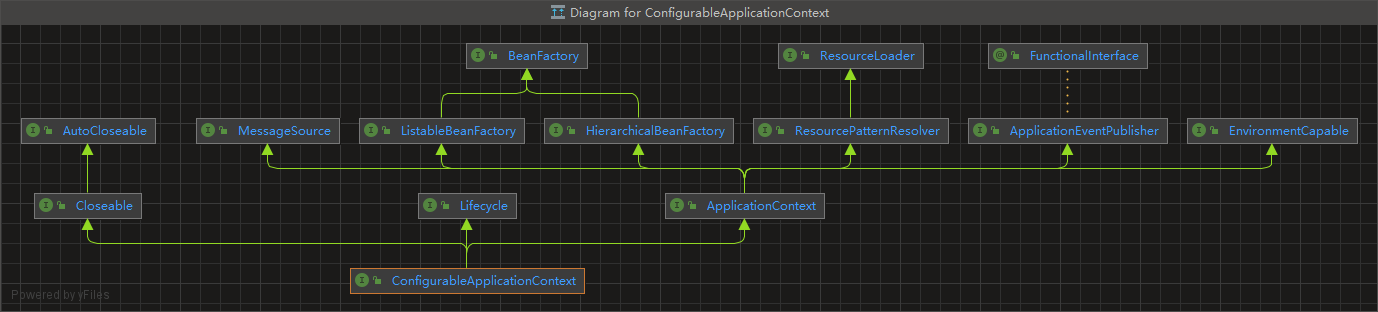 Diagram for ConfigurableApplicationContext
BeanFactory
ResourceLoader
FunctionalInterface
AutoCloseable
MessageSource
ListableBeanFactory
HierarchicalBeanFactory
ResourcePatternResolver
ApplicationEventPublisher
EnvironmentCapable
Closeable
Lifecycle
ApplicationContext
ConfigurableApplicationContext
Powered by yFiles